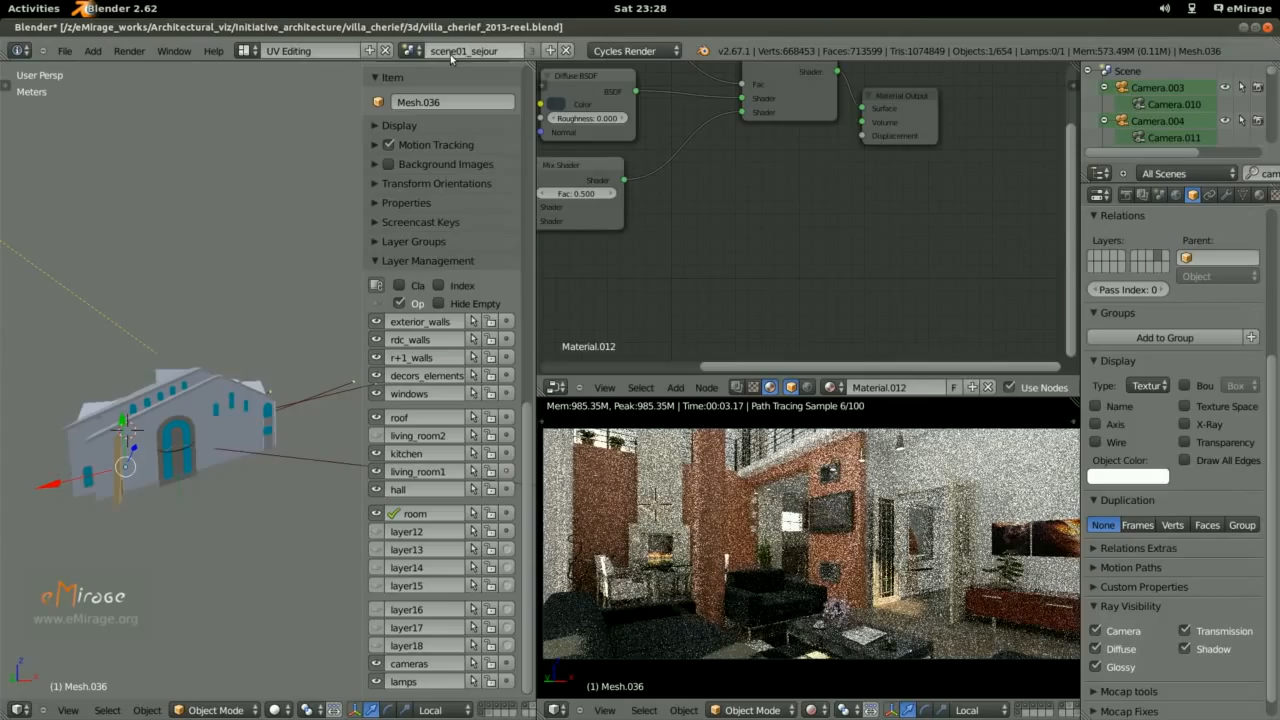 Activities Blender 2.62 Sat 23:28 eMirage
Blender* [/z/eMirage_works/Architectural_viz/Initiative_architecture/villa_cherief/3d/villa_cherief_2013-reel.blend]
File Add Render Window Help UV Editing scene01_sejour 3 Cycles Render v2.67.1 | Verts:668453 | Faces:713599 | Tris:1074849 | Objects:1/654 | Lamps:0/1 | Mem:573.49M (0.11M) | Mesh.036
User Persp
Meters
Item
Mesh.036
Display
Motion Tracking
Background Images
Transform Orientations
Properties
Screencast Keys
Layer Groups
Layer Management
Cla Index
Op Hide Empty
exterior_walls
rdc_walls
r+1_walls
decors_elements
windows
roof
living_room2
kitchen
living_room1
hall
room
layer12
layer13
layer14
layer15
layer16
layer17
layer18
cameras
lamps
eMirage
www.eMirage.org
(1) Mesh.036
View Select Object Object Mode Local
Diffuse BSDF
BSDF
Color
Roughness: 0.000
Normal
Mix Shader
Shader
Fac: 0.500
Shader
Shader
Shader
Fac
Shader
Shader
Material Output
Surface
Volume
Displacement
Material.012
View Select Add Node Material.012 F Use Nodes
Mem:985.35M, Peak:985.35M | Time:00:03.17 | Path Tracing Sample 6/100
(1) Mesh.036
View Select Object Object Mode Local
Scene
Camera.003
Camera.010
Camera.004
Camera.011
All Scenes cam
Relations
Layers: Parent:
Object
Pass Index: 0
Groups
Add to Group
Display
Type: Textur Bou Box
Name Texture Space
Axis X-Ray
Wire Transparency
Object Color: Draw All Edges
Duplication
None Frames Verts Faces Group
Relations Extras
Motion Paths
Custom Properties
Ray Visibility
Camera Transmission
Diffuse Shadow
Glossy
Mocap tools
Mocap Fixes